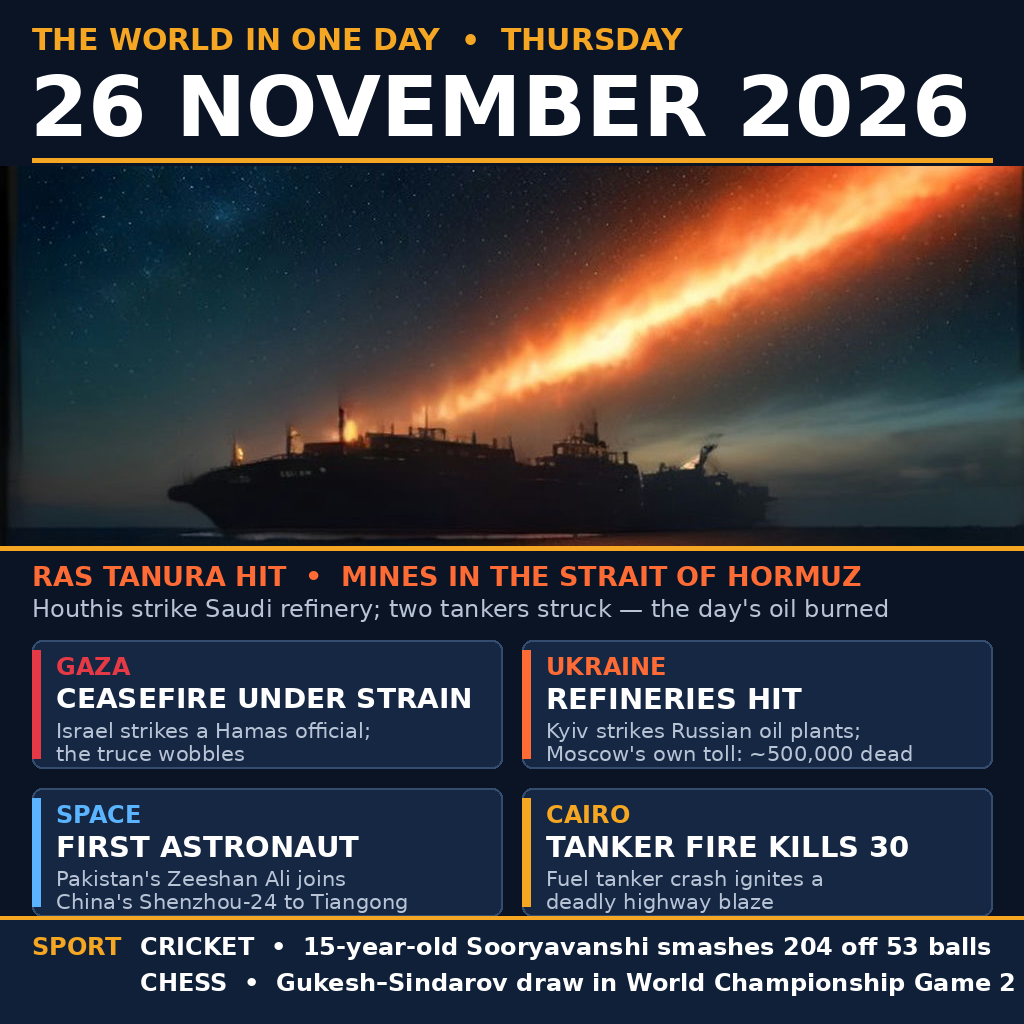 THE WORLD IN ONE DAY • THURSDAY
26 NOVEMBER 2026
RAS TANURA HIT • MINES IN THE STRAIT OF HORMUZ
Houthis strike Saudi refinery; two tankers struck — the day's oil burned
GAZA
CEASEFIRE UNDER STRAIN
Israel strikes a Hamas official;
the truce wobbles
UKRAINE
REFINERIES HIT
Kyiv strikes Russian oil plants;
Moscow's own toll: ~500,000 dead
SPACE
FIRST ASTRONAUT
Pakistan's Zeeshan Ali joins
China's Shenzhou-24 to Tiangong
CAIRO
TANKER FIRE KILLS 30
Fuel tanker crash ignites a
deadly highway blaze
SPORT CRICKET • 15-year-old Sooryavanshi smashes 204 off 53 balls
CHESS • Gukesh–Sindarov draw in World Championship Game 2